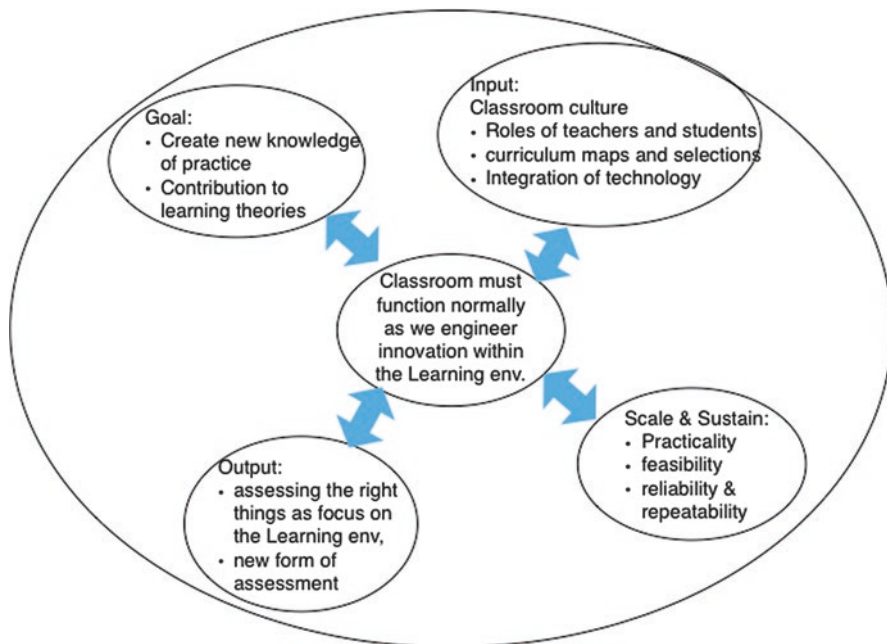 Goal:
• Create new knowledge
of practice
• Contribution to
learning theories
Input:
Classroom culture
• Roles of teachers and students
• curriculum maps and selections
• Integration of technology
Classroom must
function normally
as we engineer
innovation within
the Learning env.
Output:
• assessing the right
things as focus on
the Learning env,
• new form of
assessment
Scale & Sustain:
• Practicality
• feasibility
• reliability &
repeatability